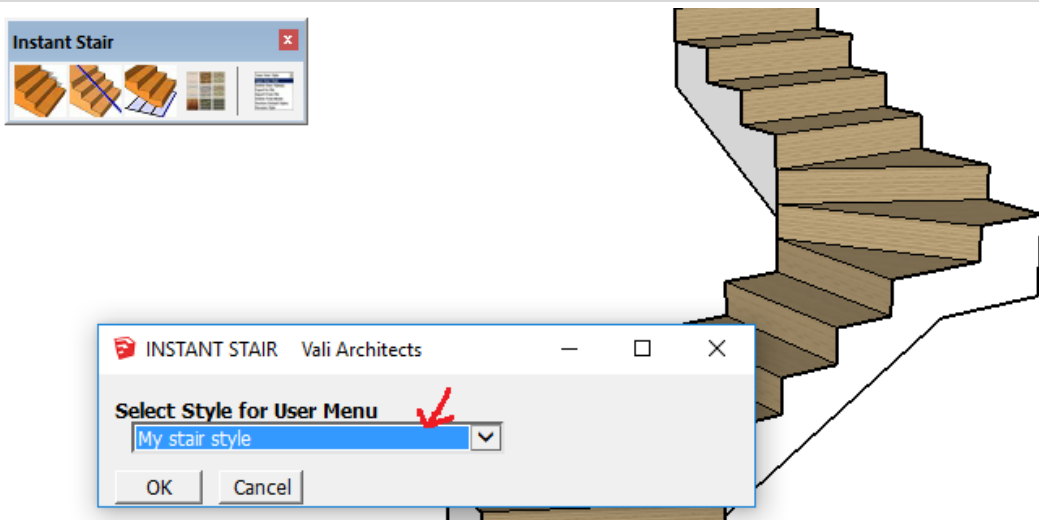 Instant Stair
INSTANT STAIR Vali Architects
Select Style for User Menu
My stair style
OK Cancel